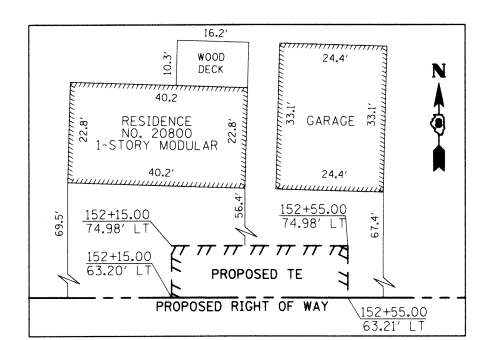 16.2'
10.3'
WOOD
DECK
24.4'
N
40.2
RESIDENCE
NO. 20800
1-STORY MODULAR
22.8'
22.8'
33.1'
GARAGE
33.1'
40.2'
24.4'
69.5'
56.4'
67.4'
152+15.00
74.98' LT
152+55.00
74.98' LT
152+15.00
63.20' LT
PROPOSED TE
PROPOSED RIGHT OF WAY
152+55.00
63.21' LT